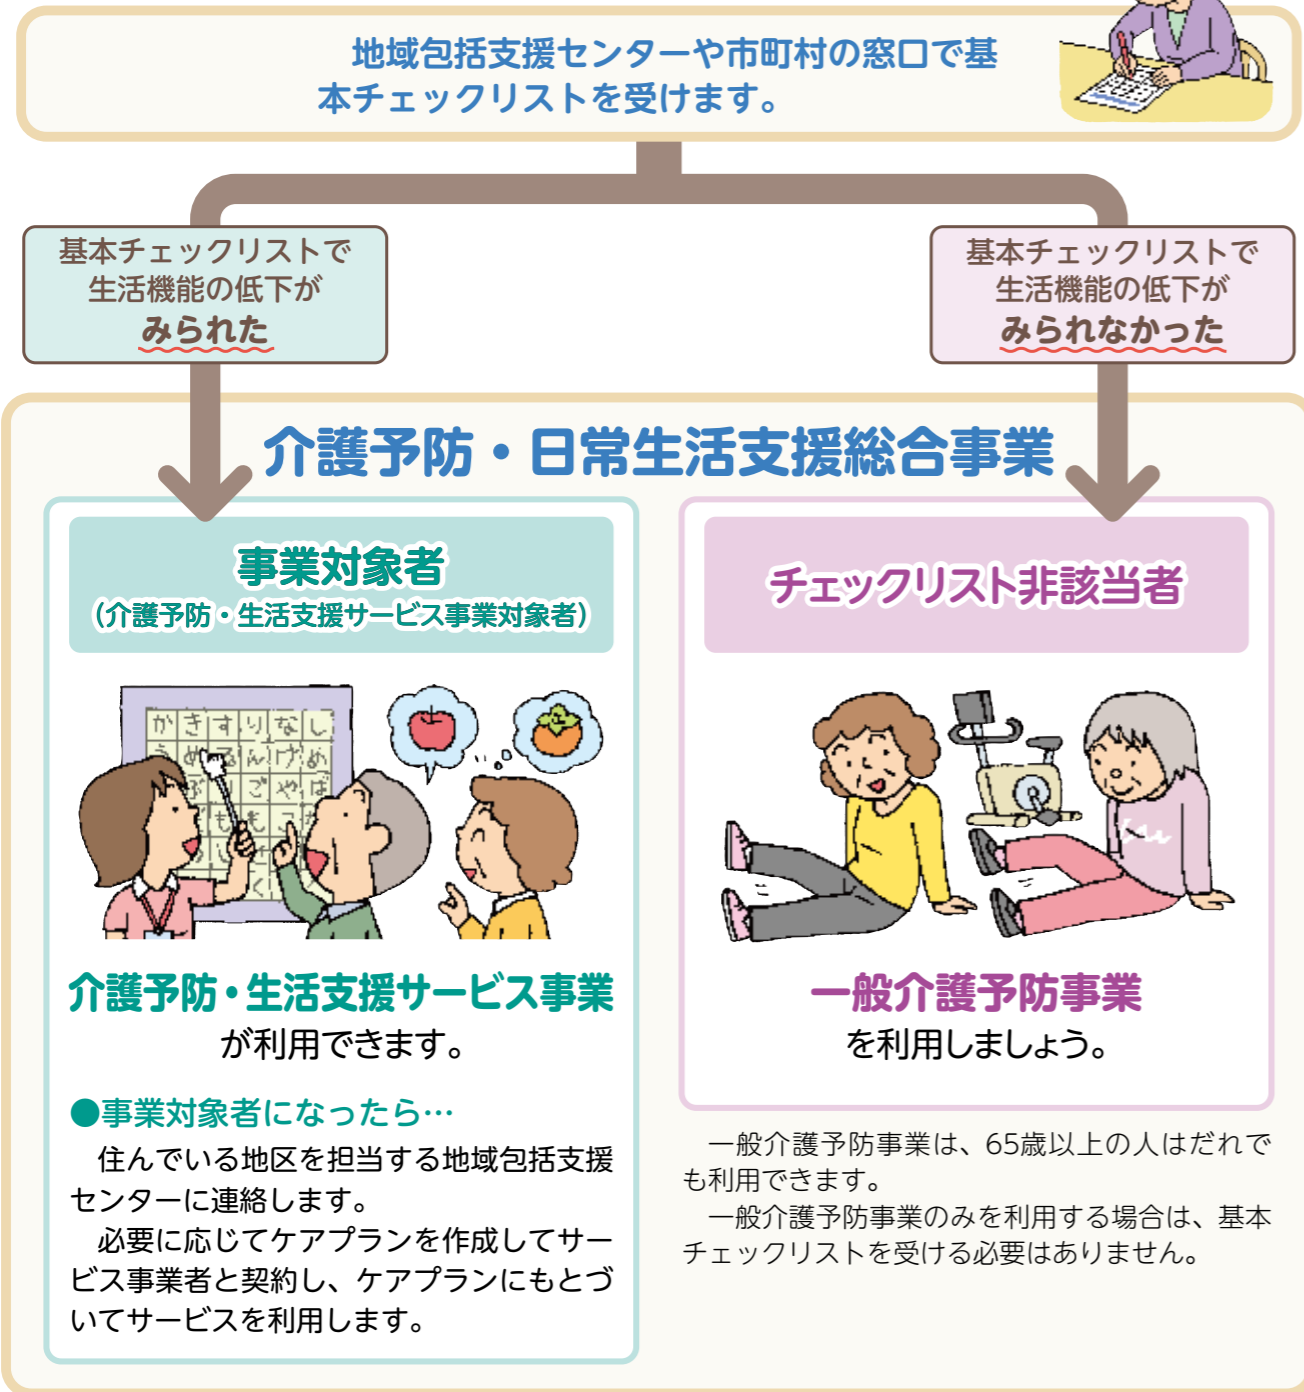 地域包括支援センターや市町村の窓口で基
本チェックリストを受けます。
基本チェックリストで
生活機能の低下が
みられた
基本チェックリストで
生活機能の低下が
みられなかった
介護予防・日常生活支援総合事業
事業対象者
(介護予防・生活支援サービス事業対象者)
かきすりなし
介護予防・生活支援サービス事業
が利用できます。
●事業対象者になったら…
住んでいる地区を担当する地域包括支援
センターに連絡します。
必要に応じてケアプランを作成してサー
ビス事業者と契約し、ケアプランにもとづ
いてサービスを利用します。
チェックリスト非該当者
一般介護予防事業
を利用しましょう。
一般介護予防事業は、65歳以上の人はだれで
も利用できます。
一般介護予防事業のみを利用する場合は、基本
チェックリストを受ける必要はありません。